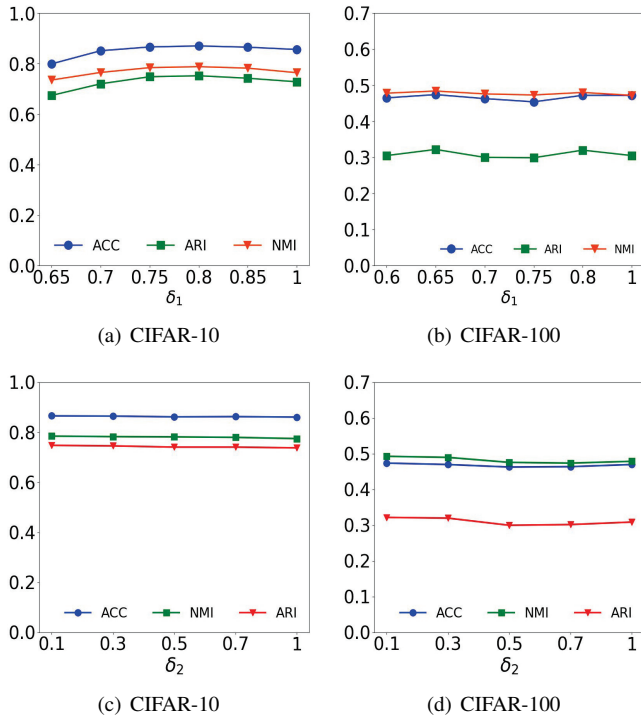 1.0
0.8
0.6
0.4
0.2
0.0
ACC ARI NMI
0.65 0.7 0.75 0.8 0.85 1
δ1
(a) CIFAR-10
0.7
0.6
0.5
0.4
0.3
0.2
0.1
0.0
ACC ARI NMI
0.6 0.65 0.7 0.75 0.8 1
δ1
(b) CIFAR-100
1.0
0.8
0.6
0.4
0.2
0.0
ACC NMI ARI
0.1 0.3 0.5 0.7 1
δ2
(c) CIFAR-10
0.7
0.6
0.5
0.4
0.3
0.2
0.1
0.0
ACC NMI ARI
0.1 0.3 0.5 0.7 1
δ2
(d) CIFAR-100